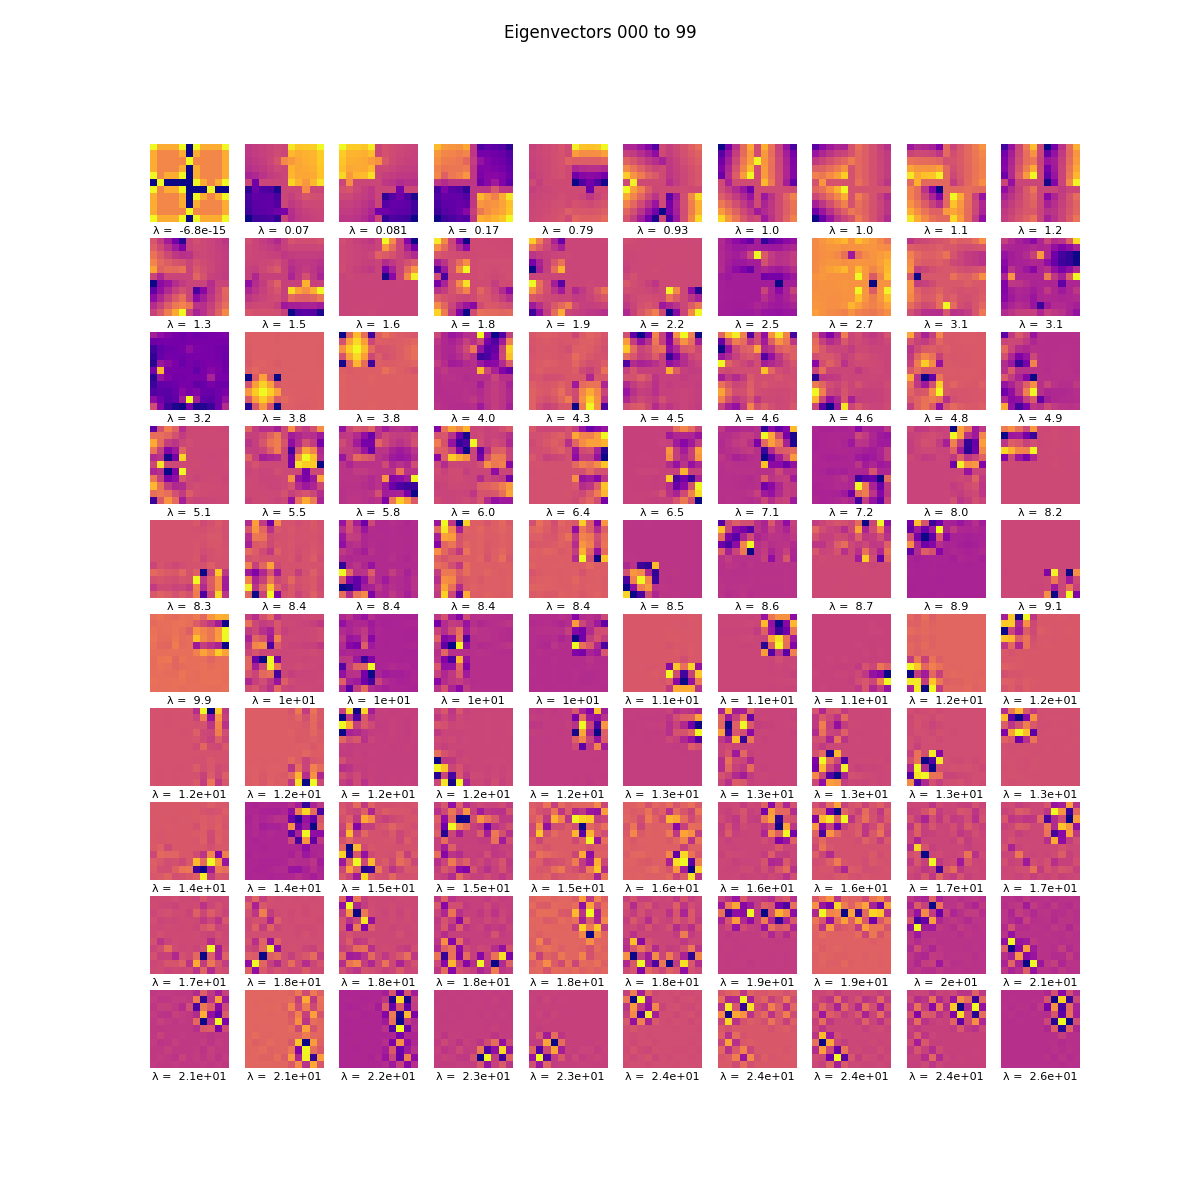 Eigenvectors 000 to 99
λ = -6.8e-15 λ = 0.07 λ = 0.081 λ = 0.17 λ = 0.79 λ = 0.93 λ = 1.0 λ = 1.0 λ = 1.1 λ = 1.2
λ = 1.3 λ = 1.5 λ = 1.6 λ = 1.8 λ = 1.9 λ = 2.2 λ = 2.5 λ = 2.7 λ = 3.1 λ = 3.1
λ = 3.2 λ = 3.8 λ = 3.8 λ = 4.0 λ = 4.3 λ = 4.5 λ = 4.6 λ = 4.6 λ = 4.8 λ = 4.9
λ = 5.1 λ = 5.5 λ = 5.8 λ = 6.0 λ = 6.4 λ = 6.5 λ = 7.1 λ = 7.2 λ = 8.0 λ = 8.2
λ = 8.3 λ = 8.4 λ = 8.4 λ = 8.4 λ = 8.4 λ = 8.5 λ = 8.6 λ = 8.7 λ = 8.9 λ = 9.1
λ = 9.9 λ = 1e+01 λ = 1e+01 λ = 1e+01 λ = 1e+01 λ = 1.1e+01 λ = 1.1e+01 λ = 1.1e+01 λ = 1.2e+01 λ = 1.2e+01
λ = 1.2e+01 λ = 1.2e+01 λ = 1.2e+01 λ = 1.2e+01 λ = 1.2e+01 λ = 1.3e+01 λ = 1.3e+01 λ = 1.3e+01 λ = 1.3e+01 λ = 1.3e+01
λ = 1.4e+01 λ = 1.4e+01 λ = 1.5e+01 λ = 1.5e+01 λ = 1.5e+01 λ = 1.6e+01 λ = 1.6e+01 λ = 1.6e+01 λ = 1.7e+01 λ = 1.7e+01
λ = 1.7e+01 λ = 1.8e+01 λ = 1.8e+01 λ = 1.8e+01 λ = 1.8e+01 λ = 1.8e+01 λ = 1.9e+01 λ = 1.9e+01 λ = 2e+01 λ = 2.1e+01
λ = 2.1e+01 λ = 2.1e+01 λ = 2.2e+01 λ = 2.3e+01 λ = 2.3e+01 λ = 2.4e+01 λ = 2.4e+01 λ = 2.4e+01 λ = 2.4e+01 λ = 2.6e+01